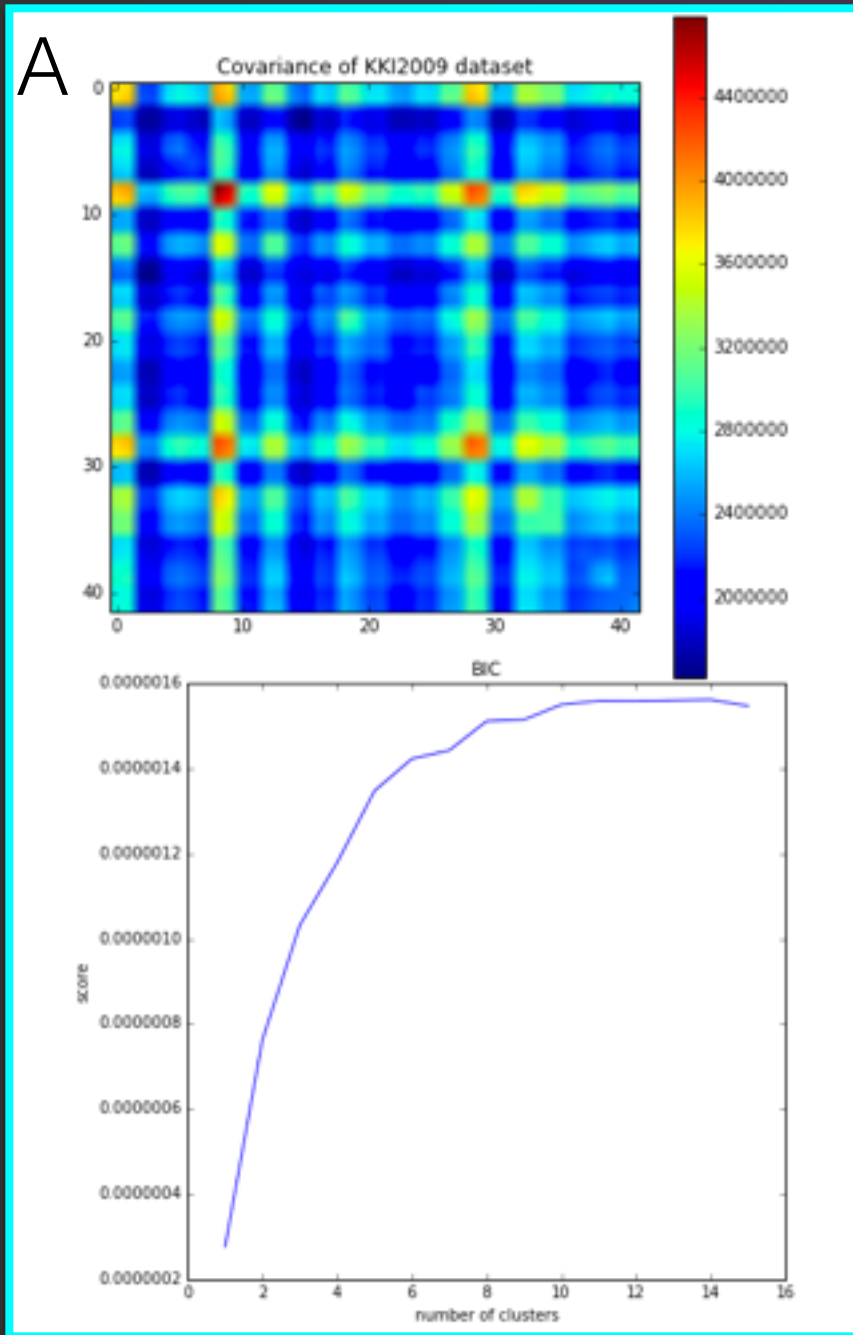 A
Covariance of KKI2009 dataset
0
10
20
30
40
0 10 20 30 40
4400000
4000000
3600000
3200000
2800000
2400000
2000000
BIC
0.0000016
0.0000014
0.0000012
0.0000010
0.0000008
0.0000006
0.0000004
0.0000002
score
0 2 4 6 8 10 12 14 16
number of clusters